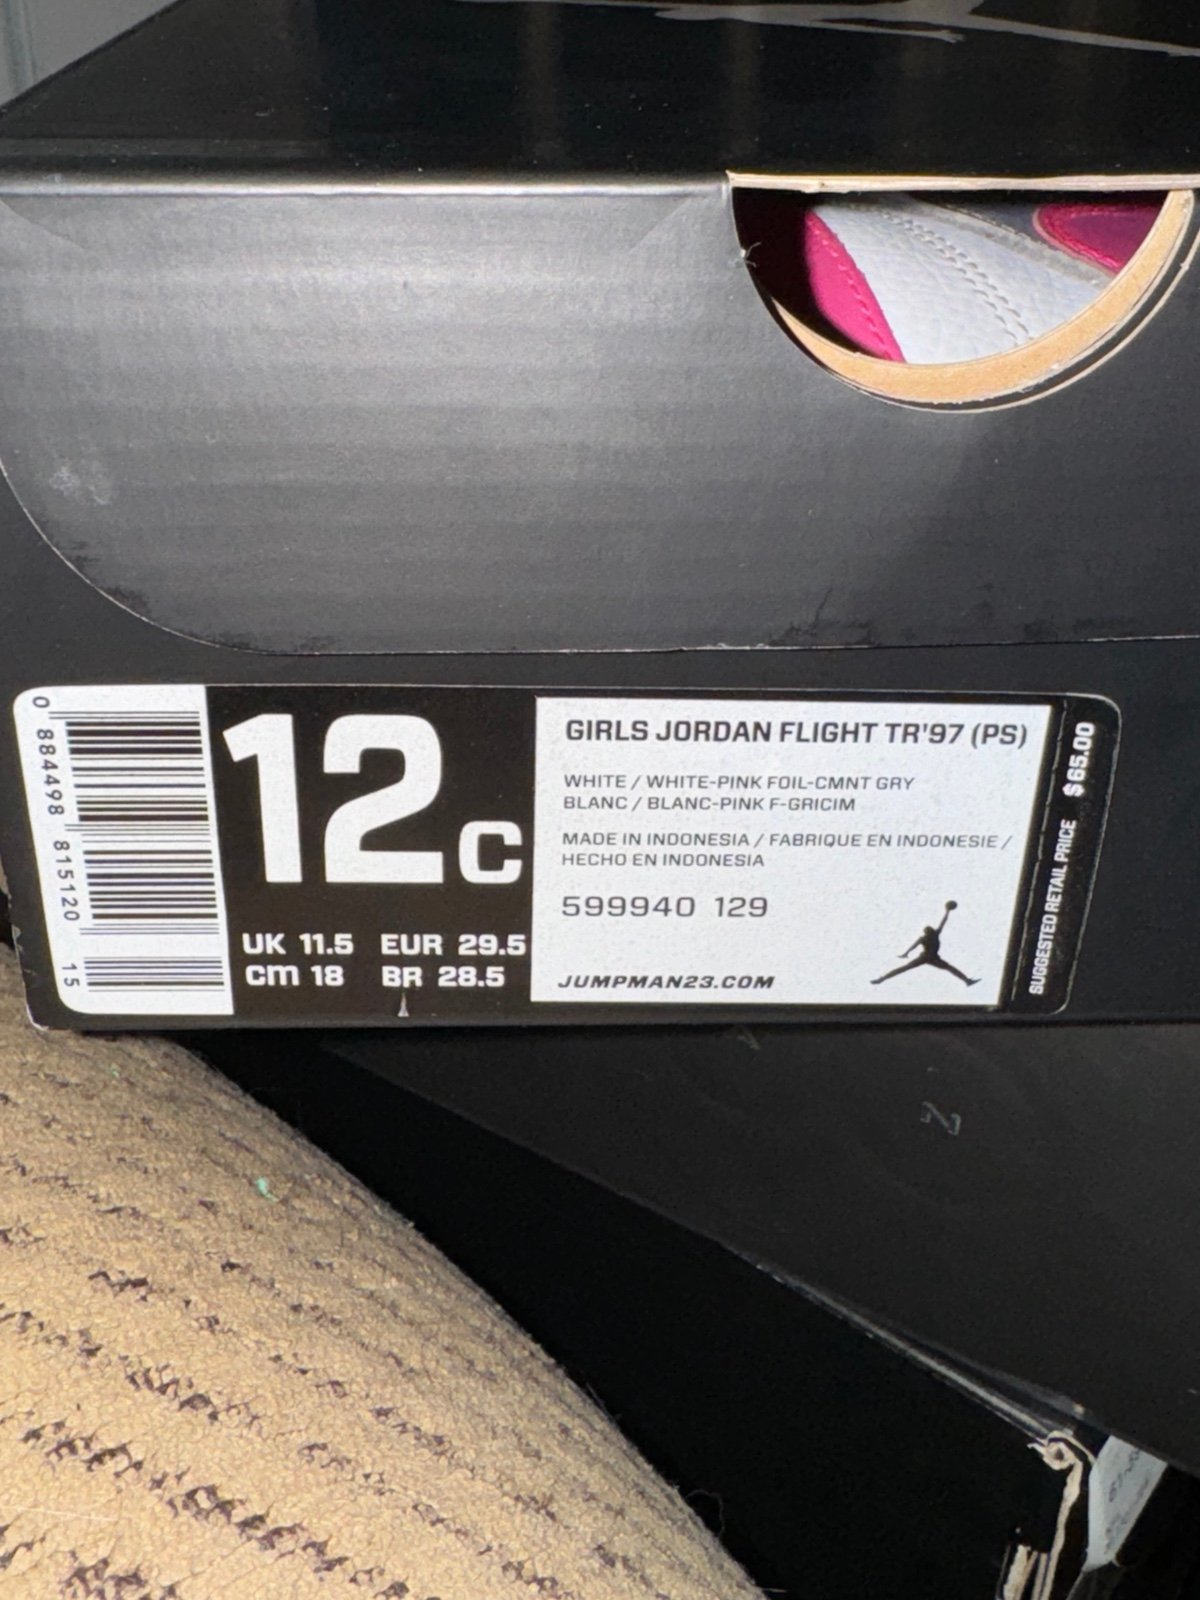 0 884498 815120 15
12C
UK 11.5 EUR 29.5
cm 18 BR 28.5
GIRLS JORDAN FLIGHT TR'97 (PS)
WHITE / WHITE-PINK FOIL-CMNT GRY
BLANC / BLANC-PINK F-GRICIM
MADE IN INDONESIA / FABRIQUE EN INDONESIE /
HECHO EN INDONESIA
599940 129
JUMPMAN23.COM
SUGGESTED RETAIL PRICE $65.00
2